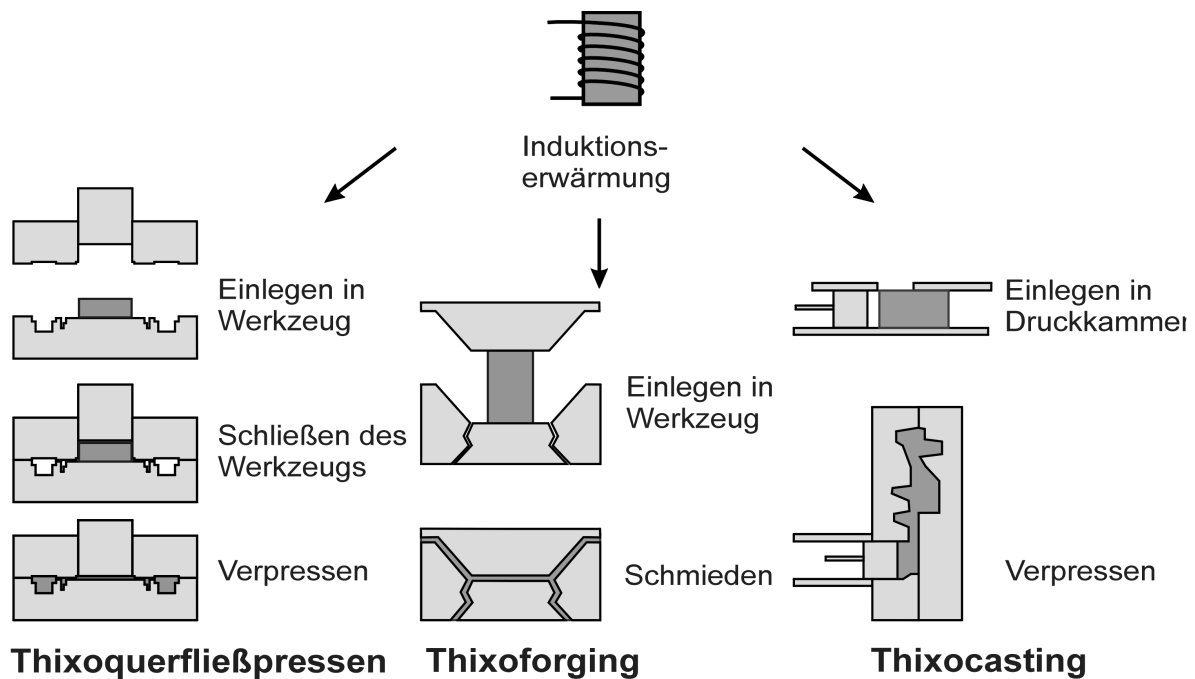 Induktions-
erwärmung
Einlegen in
Werkzeug
Schließen des
Werkzeugs
Verpressen
Thixoquerfließpressen
Einlegen in
Werkzeug
Schmieden
Thixoforging
Einlegen in
Druckkammer
Verpressen
Thixocasting